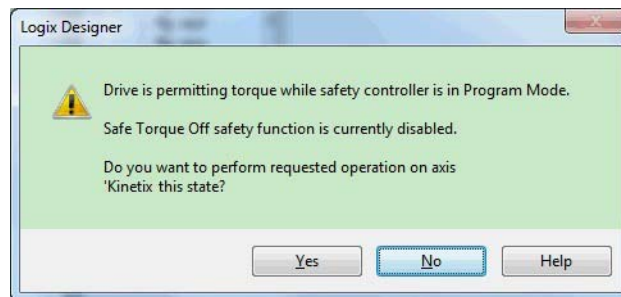 Logix Designer
Drive is permitting torque while safety controller is in Program Mode.
Safe Torque Off safety function is currently disabled.
Do you want to perform requested operation on axis
'Kinetix this state?
Yes
No
Help